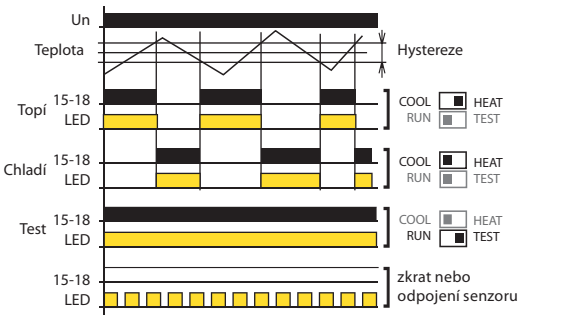 Un
Teplota
Hystereze
Topí
15-18
LED
COOL HEAT
RUN TEST
Chladí
15-18
LED
COOL HEAT
RUN TEST
Test
15-18
LED
COOL HEAT
RUN TEST
15-18
LED
zkrat nebo
odpojení senzoru